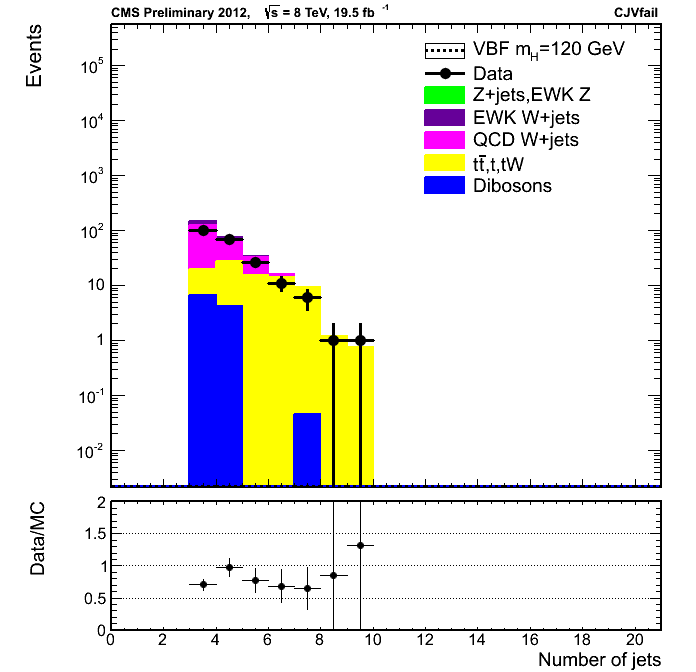 CMS Preliminary 2012, √s = 8 TeV, 19.5 fb⁻¹ CJVfail
Events
VBF m_H=120 GeV
Data
Z+jets,EWK Z
EWK W+jets
QCD W+jets
tt̄,t,tW
Dibosons
10⁵
10⁴
10³
10²
10
1
10⁻¹
10⁻²
Data/MC
2
1.5
1
0.5
0
0 2 4 6 8 10 12 14 16 18 20
Number of jets